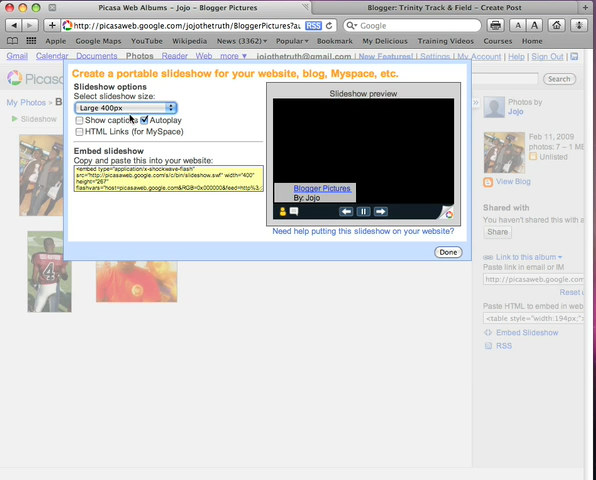 Picasa Web Albums – Jojo – Blogger Pictures
Blogger: Trinity Track & Field – Create Post
http://picasaweb.google.com/jojothetruth/BloggerPictures?au
RSS
Google
Apple Google Maps YouTube Wikipedia News (3362) Popular Bookmark My Delicious Training Videos Courses Home
Gmail Calendar Documents Photos Reader Web more ▼
jojothetruth@gmail.com | New Features! | Settings | My Account | Help | Sign Out
Search
My Photos > B
Slideshow
Create a portable slideshow for your website, blog, Myspace, etc.
Slideshow options
Select slideshow size:
Large 400px
Show captions Autoplay
HTML Links (for MySpace)
Embed slideshow
Copy and paste this into your website:
<embed type="application/x-shockwave-flash"
src="http://picasaweb.google.com/s/c/bin/slideshow.swf" width="400"
height="267"
flashvars="host=picasaweb.google.com&RGB=0x000000&feed=http%3
Slideshow preview
Blogger Pictures
By: Jojo
Need help putting this slideshow on your website?
Done
Photos by
Jojo
Feb 11, 2009
photos: 7 – 1 ME
Unlisted
View Blog
Shared with
You haven't shared this with a
Share
Link to this album
Paste link in email or IM
http://picasaweb.google.com
Reset u
Paste HTML to embed in web
<table style="width:194px;"
Embed Slideshow
RSS